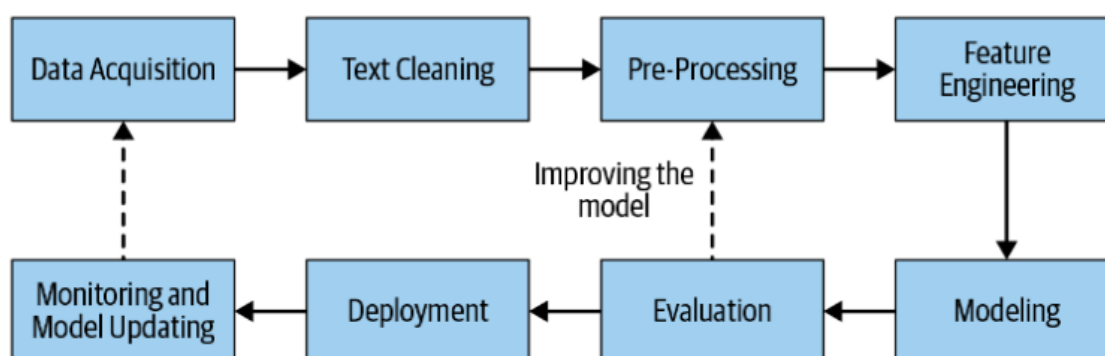 Data Acquisition
Text Cleaning
Pre-Processing
Feature
Engineering
Improving the
model
Monitoring and
Model Updating
Deployment
Evaluation
Modeling